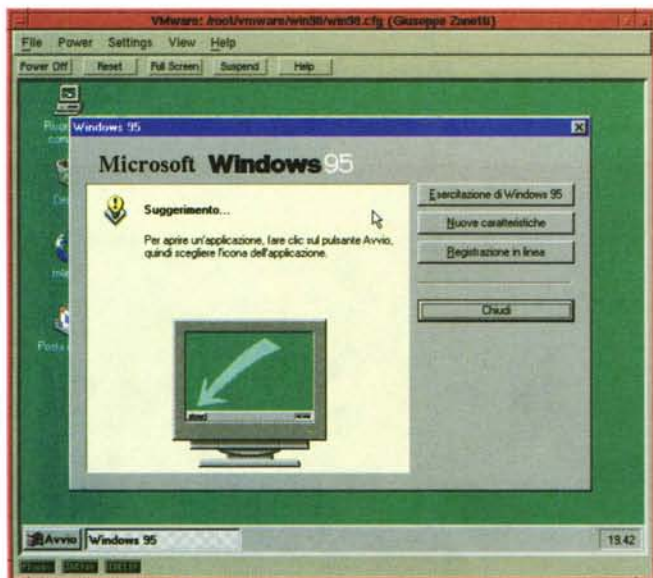 VMware: /root/vmware/win98/win98.cfg (Giuseppe Zanetti)
File Power Settings View Help
Power Off Reset Full Screen Suspend Help
Windows 95
Microsoft Windows 95
Suggerimento...
Per aprire un'applicazione, fare clic sul pulsante Avvio,
quindi scegliere l'icona dell'applicazione.
Esercitazione di Windows 95
Nuove caratteristiche
Registrazione in linea
Chiudi
Avvio Windows 95 19.42